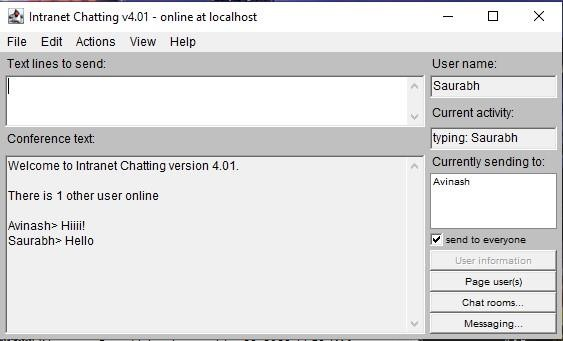 Intranet Chatting v4.01 - online at localhost
File Edit Actions View Help
Text lines to send:
User name:
Saurabh
Current activity:
typing: Saurabh
Conference text:
Currently sending to:
Welcome to Intranet Chatting version 4.01.
There is 1 other user online
Avinash> Hiiii!
Saurabh> Hello
Avinash
send to everyone
User information
Page user(s)
Chat rooms...
Messaging...